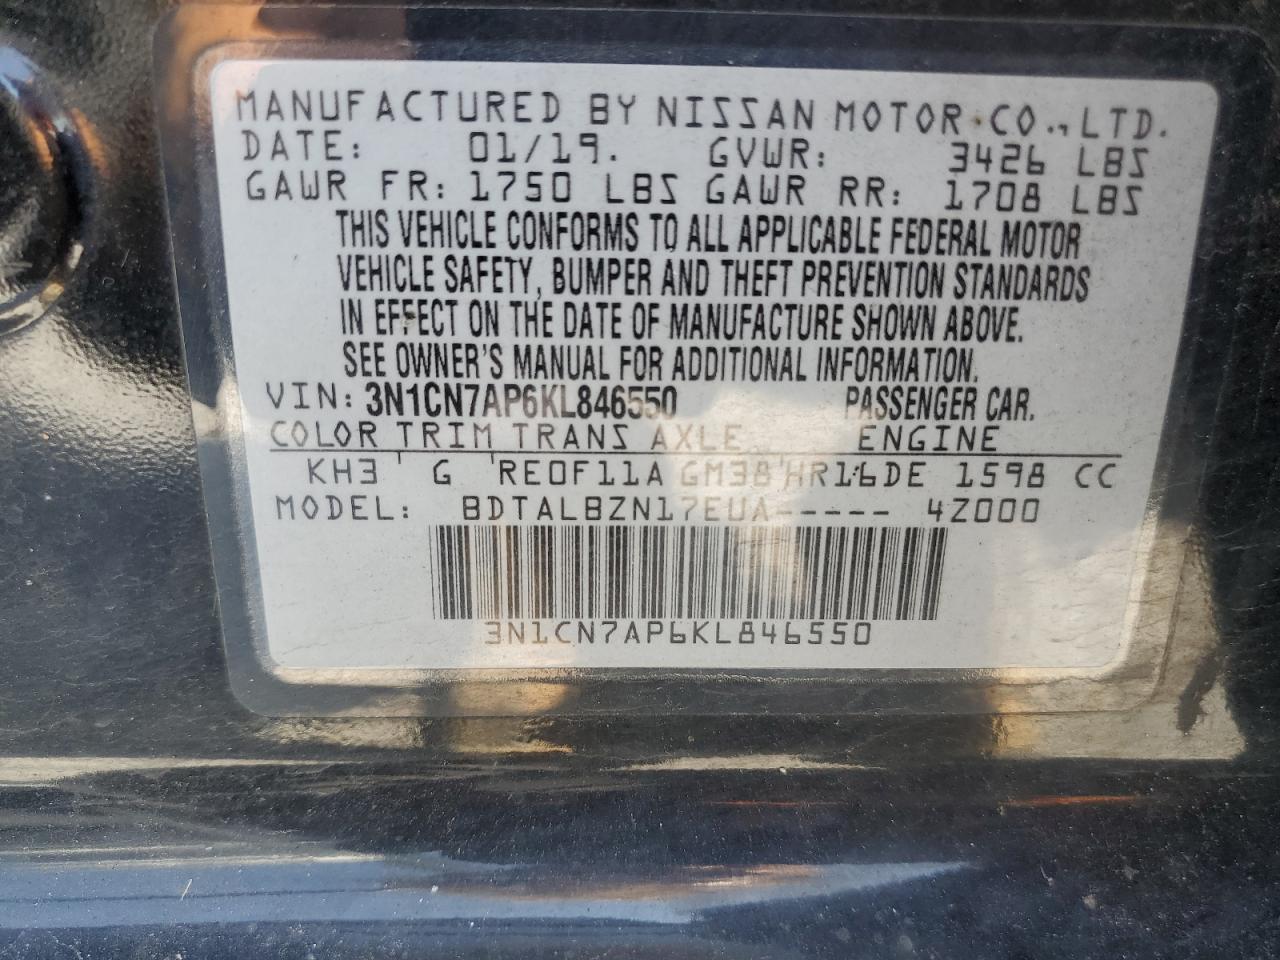 MANUFACTURED BY NISSAN MOTOR CO., LTD.
DATE: 01/19. GVWR: 3426 LBS
GAWR FR: 1750 LBS GAWR RR: 1708 LBS
THIS VEHICLE CONFORMS TO ALL APPLICABLE FEDERAL MOTOR
VEHICLE SAFETY, BUMPER AND THEFT PREVENTION STANDARDS
IN EFFECT ON THE DATE OF MANUFACTURE SHOWN ABOVE.
SEE OWNER'S MANUAL FOR ADDITIONAL INFORMATION.
VIN: 3N1CN7AP6KL846550 PASSENGER CAR.
COLOR TRIM TRANS AXLE ENGINE
KH3 ' G 'RE0F11A GM38'HR16DE 1598 CC
MODEL: BDTALBZN17EUA----- 4Z000
3N1CN7AP6KL846550